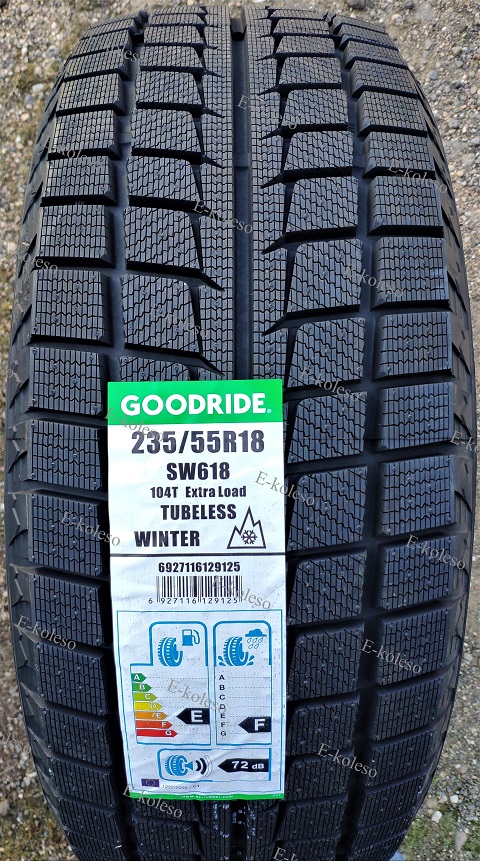 GOODRIDE®
235/55R18
SW618
104T Extra Load
TUBELESS
WINTER
6927116129125
6 927116 129125
A
B
C
D
E
F
G
E
A
B
C
D
E
F
G
F
72 dB
E-koleso